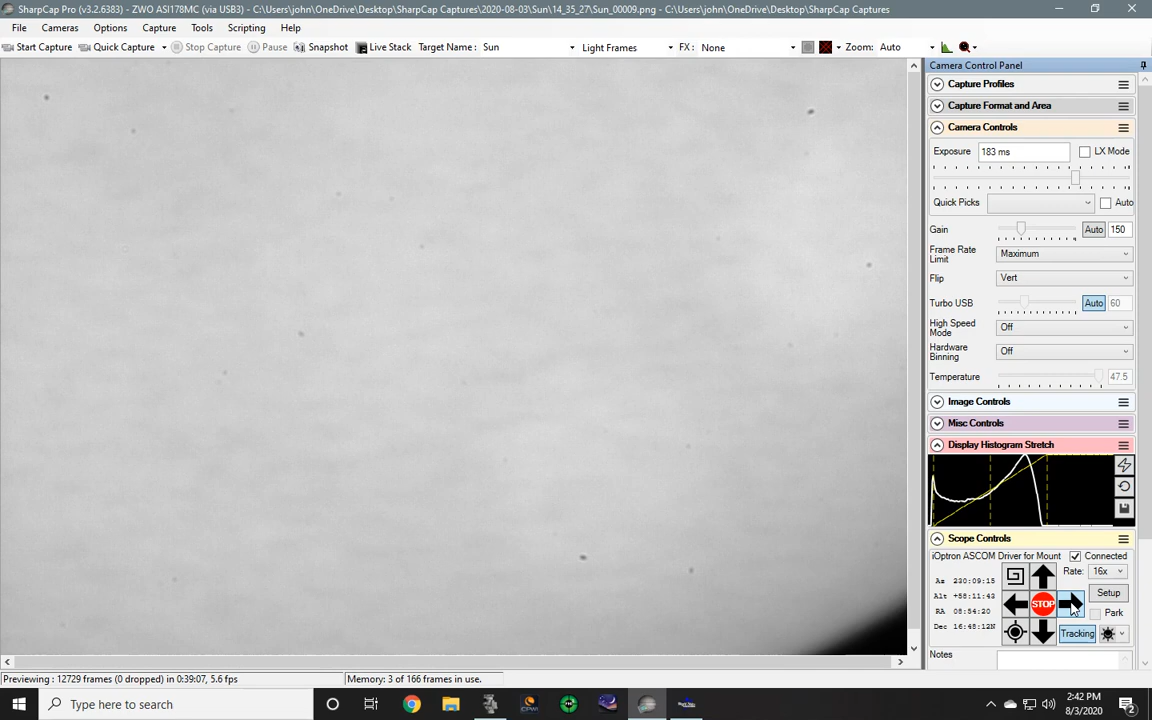 SharpCap Pro (v3.2.6383) - ZWO ASI178MC (via USB3) - C:\Users\john\OneDrive\Desktop\SharpCap Captures\2020-08-03\Sun\14_35_27\Sun_00009.png - C:\Users\john\OneDrive\Desktop\SharpCap Captures
File Cameras Options Capture Tools Scripting Help
Start Capture Quick Capture Stop Capture Pause Snapshot Live Stack Target Name: Sun Light Frames FX: None Zoom: Auto
Camera Control Panel
Capture Profiles
Capture Format and Area
Camera Controls
Exposure 183 ms LX Mode
Quick Picks Auto
Gain Auto 150
Frame Rate Limit Maximum
Flip Vert
Turbo USB Auto 60
High Speed Mode Off
Hardware Binning Off
Temperature 47.5
Image Controls
Misc Controls
Display Histogram Stretch
Scope Controls
iOptron ASCOM Driver for Mount Connected
Rate: 16x
Az 230:09:15
Alt +58:11:43
RA 08:54:20
Dec 16:45:12N
STOP
Setup
Park
Tracking
Notes
Previewing : 12729 frames (0 dropped) in 0:39:07, 5.6 fps Memory: 3 of 166 frames in use.
Type here to search
2:42 PM
8/3/2020
2